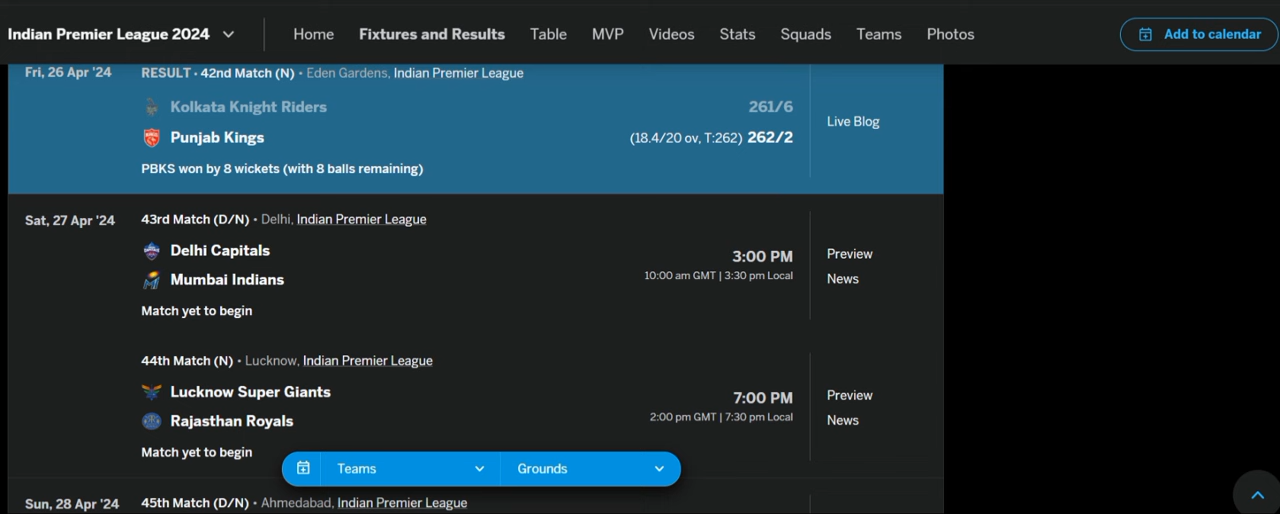 Indian Premier League 2024
Home Fixtures and Results Table MVP Videos Stats Squads Teams Photos
Add to calendar
Fri, 26 Apr '24 RESULT • 42nd Match (N) • Eden Gardens, Indian Premier League
Kolkata Knight Riders 261/6
Live Blog
Punjab Kings (18.4/20 ov, T:262) 262/2
PBKS won by 8 wickets (with 8 balls remaining)
Sat, 27 Apr '24 43rd Match (D/N) • Delhi, Indian Premier League
Delhi Capitals 3:00 PM Preview
10:00 am GMT | 3:30 pm Local
Mumbai Indians News
Match yet to begin
44th Match (N) • Lucknow, Indian Premier League
Lucknow Super Giants 7:00 PM Preview
2:00 pm GMT | 7:30 pm Local
Rajasthan Royals News
Match yet to begin
Teams Grounds
Sun, 28 Apr '24 45th Match (D/N) • Ahmedabad, Indian Premier League